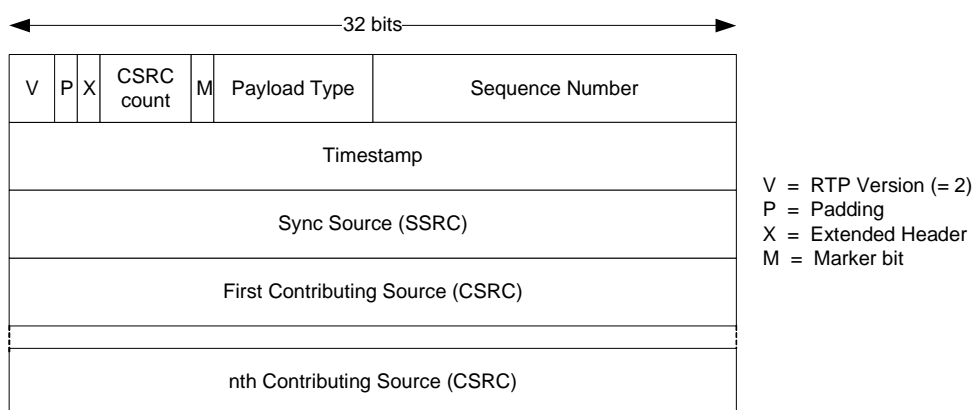 32 bits
V P X CSRC count M Payload Type Sequence Number
Timestamp
Sync Source (SSRC)
First Contributing Source (CSRC)
nth Contributing Source (CSRC)
V = RTP Version (= 2)
P = Padding
X = Extended Header
M = Marker bit